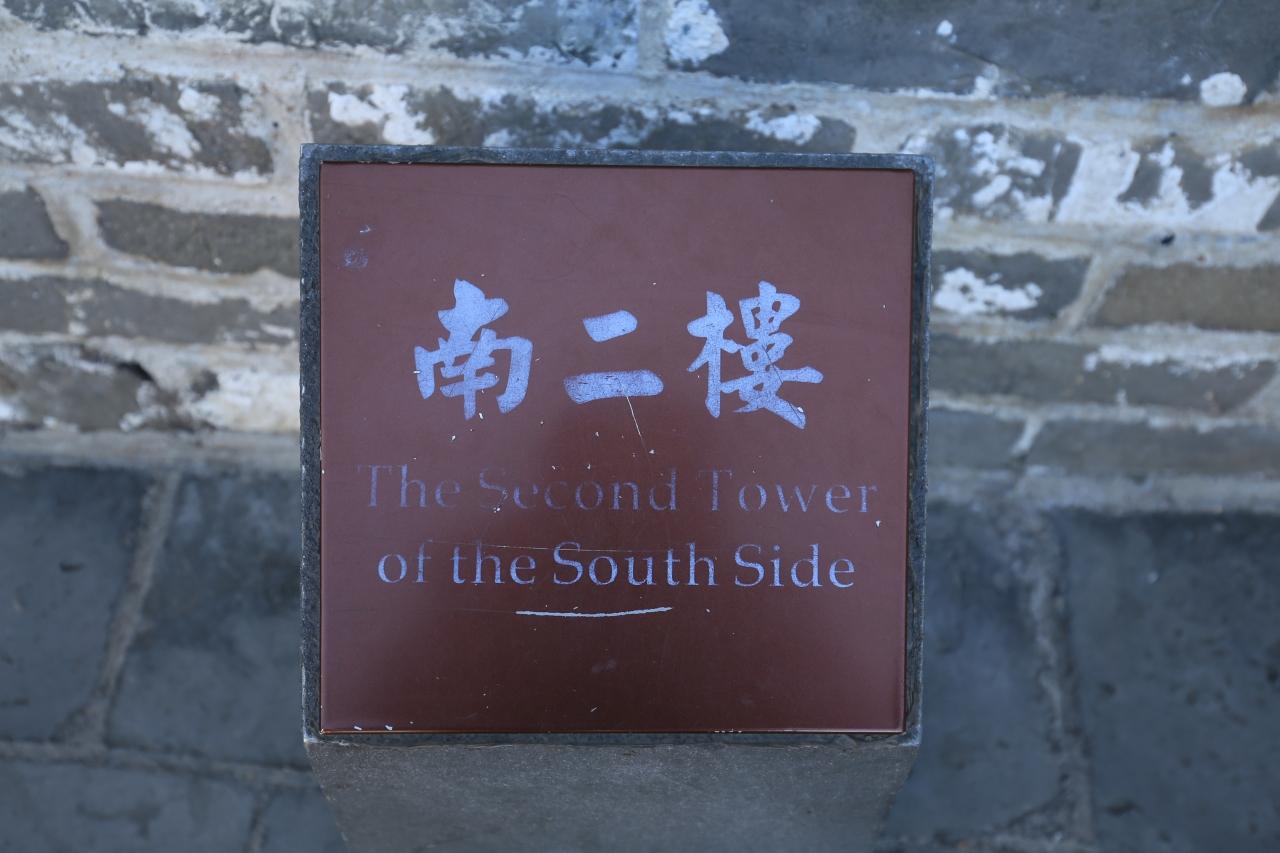 南二樓
The Second Tower
of the South Side